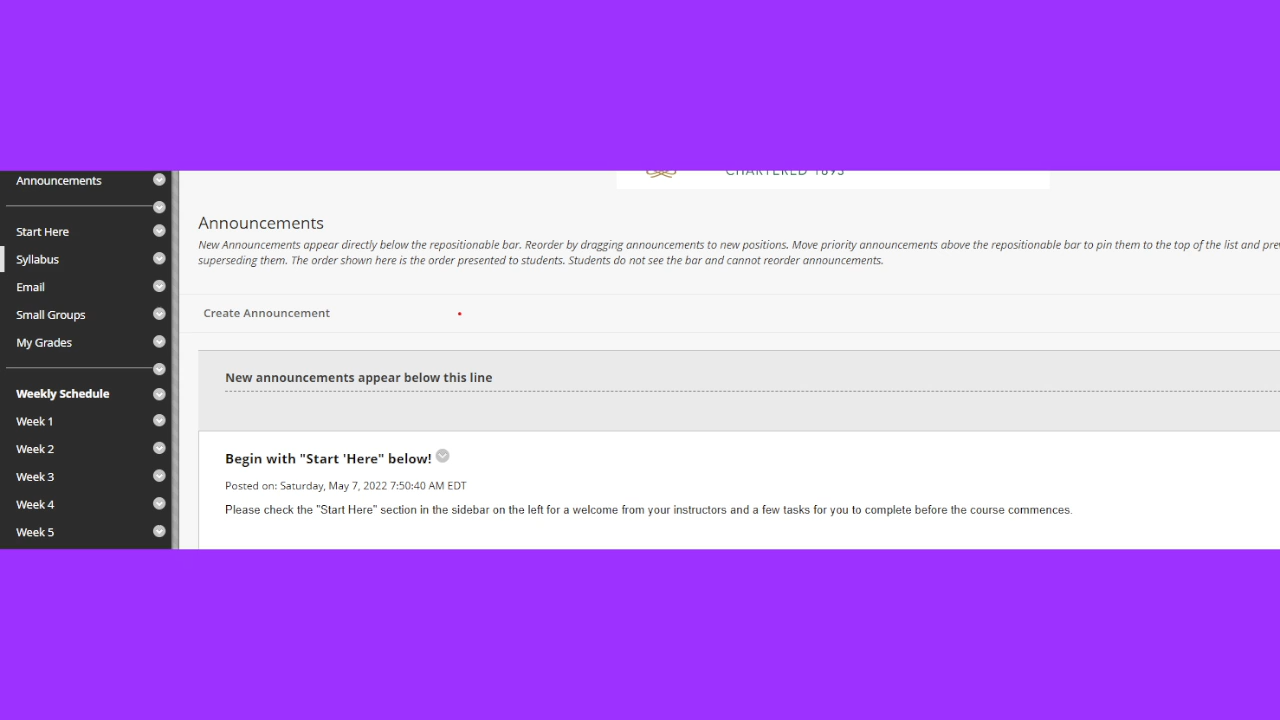 CHARTERED 1693
Announcements
Start Here
Syllabus
Email
Small Groups
My Grades
Weekly Schedule
Week 1
Week 2
Week 3
Week 4
Week 5
Announcements
New Announcements appear directly below the repositionable bar. Reorder by dragging announcements to new positions. Move priority announcements above the repositionable bar to pin them to the top of the list and
superseding them. The order shown here is the order presented to students. Students do not see the bar and cannot reorder announcements.
Create Announcement
New announcements appear below this line
Begin with "Start 'Here" below!
Posted on: Saturday, May 7, 2022 7:50:40 AM EDT
Please check the "Start Here" section in the sidebar on the left for a welcome from your instructors and a few tasks for you to complete before the course commences.